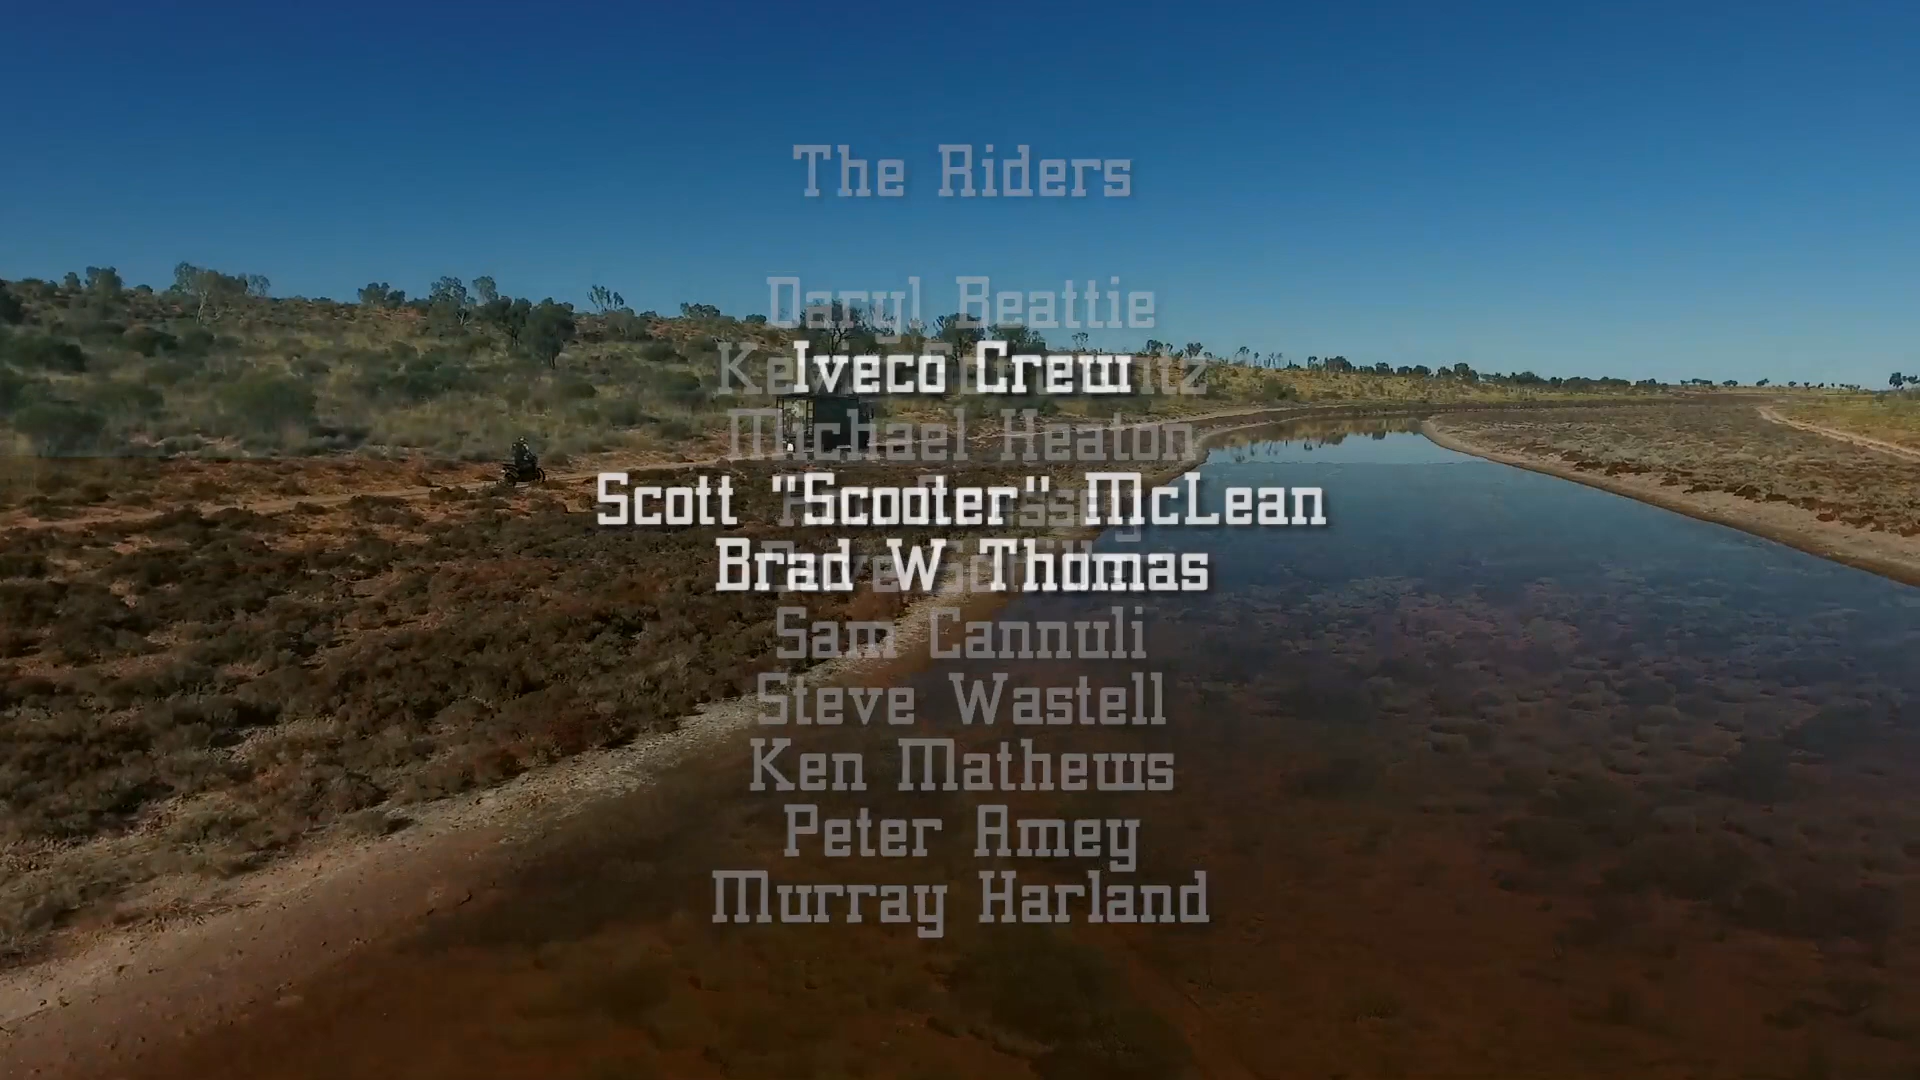 The Riders
Daryl Beattie
Iveco Crew
Michael Heaton
Scott "Scooter" McLean
Brad W Thomas
Sam Cannuli
Steve Wastell
Ken Mathews
Peter Amey
Murray Harland